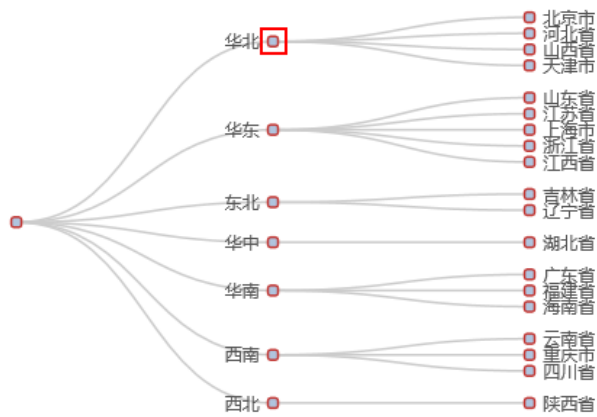 华北
北京市
河北省
山西省
天津市
华东
山东省
江苏省
上海市
浙江省
江西省
东北
吉林省
辽宁省
华中
湖北省
华南
广东省
福建省
海南省
西南
云南省
重庆市
四川省
西北
陕西省